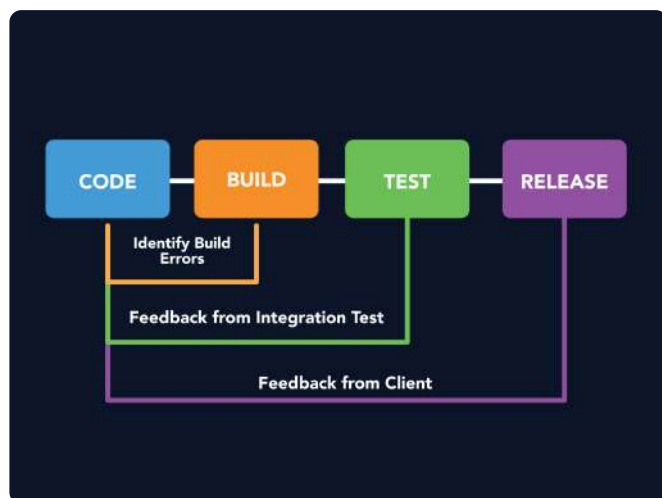 CODE
BUILD
TEST
RELEASE
Identify Build
Errors
Feedback from Integration Test
Feedback from Client